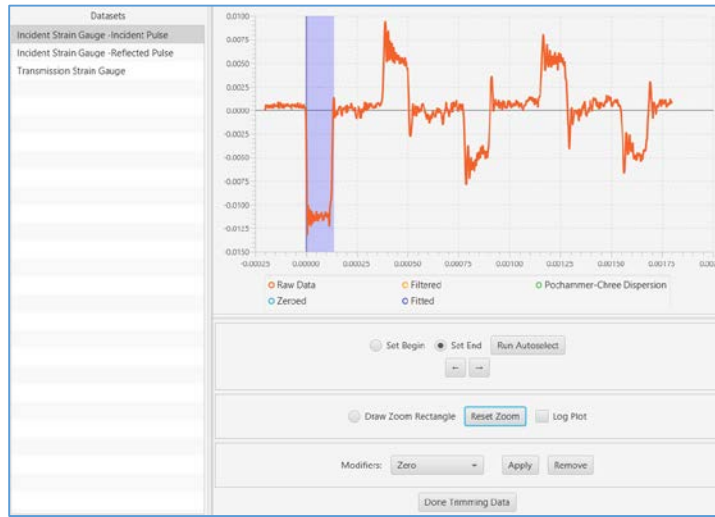 Datasets
Incident Strain Gauge -Incident Pulse
Incident Strain Gauge -Reflected Pulse
Transmission Strain Gauge
0.0100
0.0075
0.0050
0.0025
0.0000
-0.0025
-0.0050
-0.0075
-0.0100
-0.0125
-0.0150
-0.00025 0.00000 0.00025 0.00050 0.00075 0.00100 0.00125 0.00150 0.00175 0.002
Raw Data Filtered Pochammer-Chree Dispersion
Zeroed Fitted
Set Begin Set End Run Autoselect
← →
Draw Zoom Rectangle Reset Zoom Log Plot
Modifiers: Zero Apply Remove
Done Trimming Data